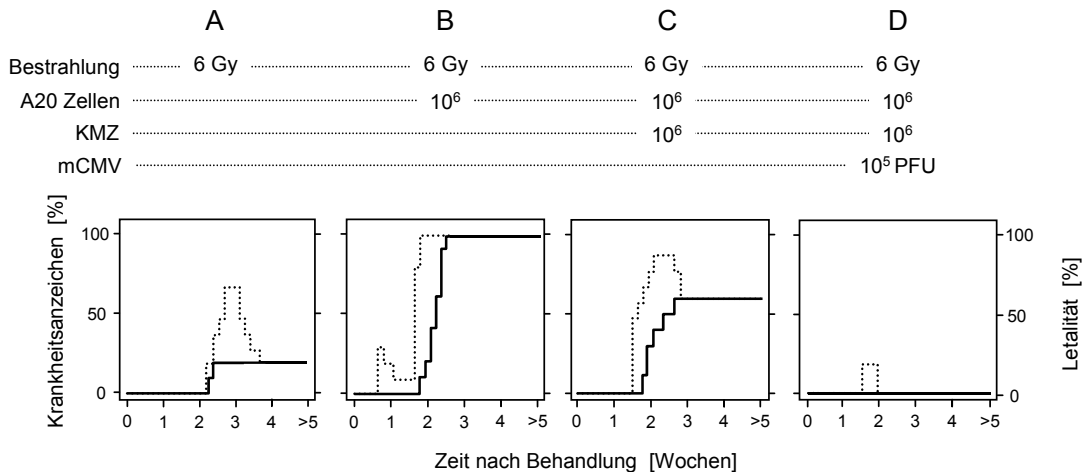 A B C D
Bestrahlung 6 Gy 6 Gy 6 Gy 6 Gy
A20 Zellen 10⁶ 10⁶ 10⁶
KMZ 10⁶ 10⁶
mCMV 10⁵ PFU
Krankheitsanzeichen [%]
100 100
50 50
0 0
0 1 2 3 4 >5 0 1 2 3 4 >5 0 1 2 3 4 >5 0 1 2 3 4 >5
Letalität [%]
Zeit nach Behandlung [Wochen]